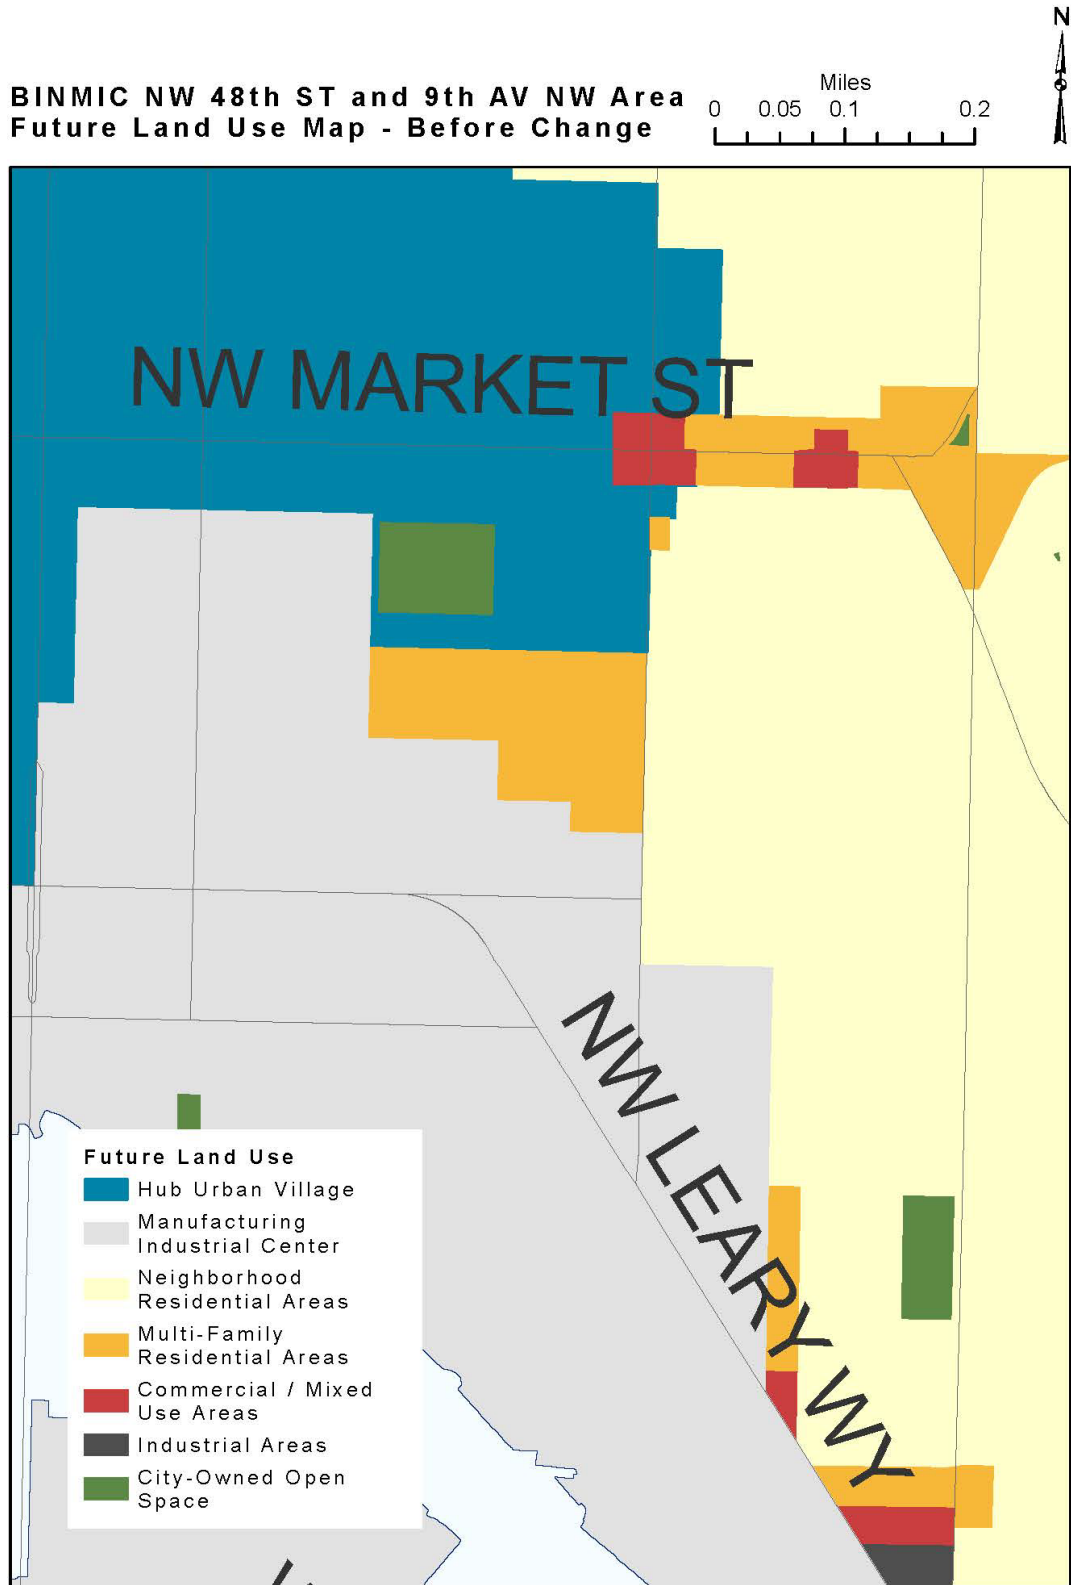 N
BINMIC NW 48th ST and 9th AV NW Area
Future Land Use Map - Before Change
Miles
0 0.05 0.1 0.2
NW MARKET ST
NW LEARY WY
Future Land Use
Hub Urban Village
Manufacturing
Industrial Center
Neighborhood
Residential Areas
Multi-Family
Residential Areas
Commercial / Mixed
Use Areas
Industrial Areas
City-Owned Open
Space